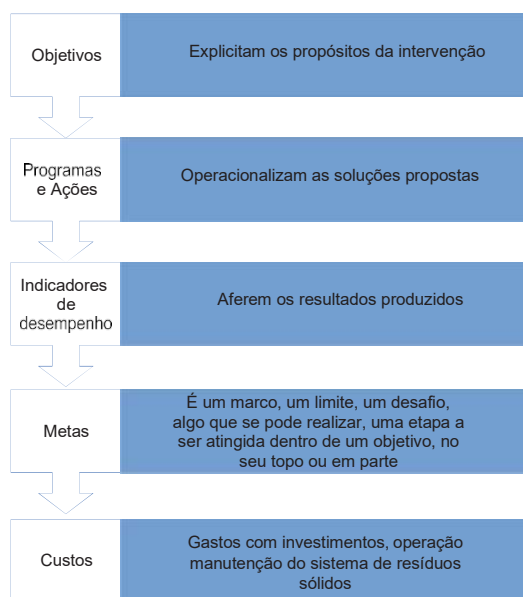 Objetivos
Explicitam os propósitos da intervenção
Programas
e Ações
Operacionalizam as soluções propostas
Indicadores
de
desempenho
Aferem os resultados produzidos
Metas
É um marco, um limite, um desafio,
algo que se pode realizar, uma etapa a
ser atingida dentro de um objetivo, no
seu topo ou em parte
Custos
Gastos com investimentos, operação
manutenção do sistema de resíduos
sólidos